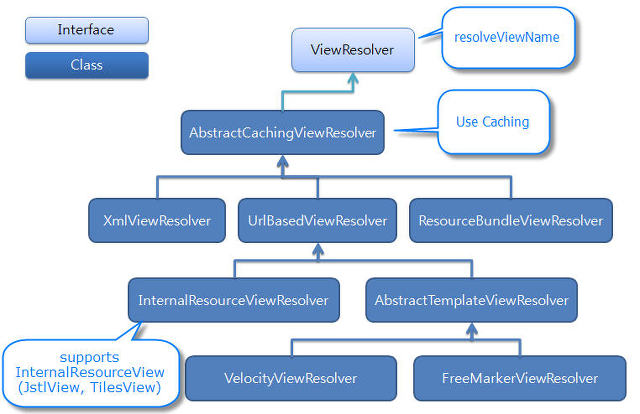 Interface
Class
ViewResolver
resolveViewName
AbstractCachingViewResolver
Use Caching
XmlViewResolver
UrlBasedViewResolver
ResourceBundleViewResolver
InternalResourceViewResolver
AbstractTemplateViewResolver
supports
InternalResourceView
(JstlView, TilesView)
VelocityViewResolver
FreeMarkerViewResolver